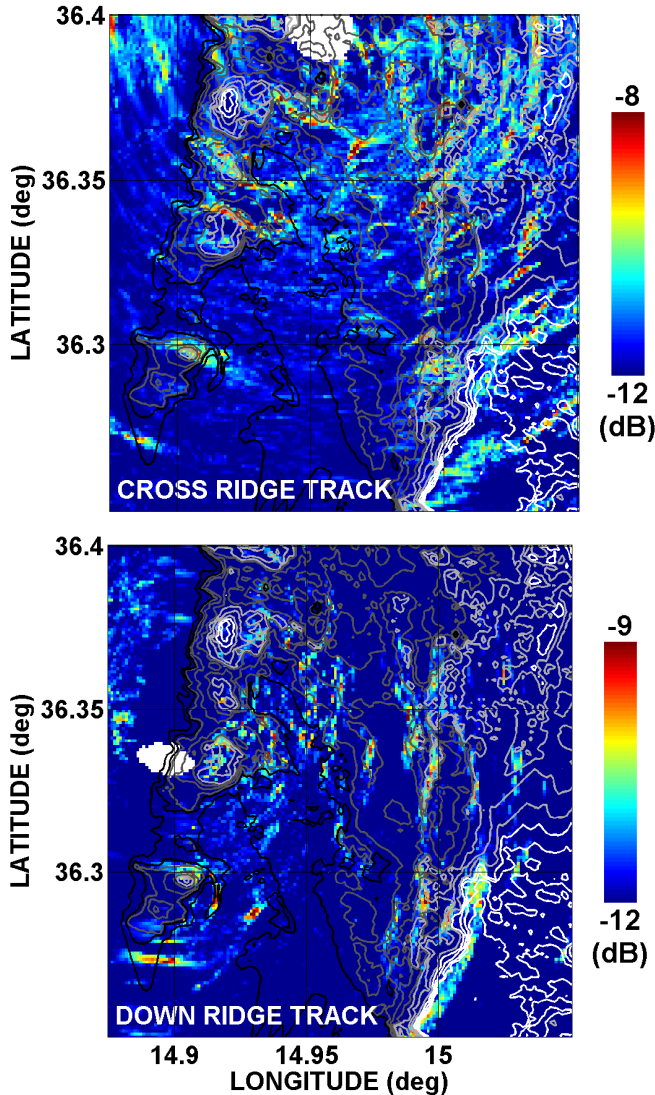 36.4
36.35
36.3
LATITUDE (deg)
CROSS RIDGE TRACK
-8
-12
(dB)
36.4
36.35
36.3
LATITUDE (deg)
DOWN RIDGE TRACK
-9
-12
(dB)
14.9 14.95 15
LONGITUDE (deg)